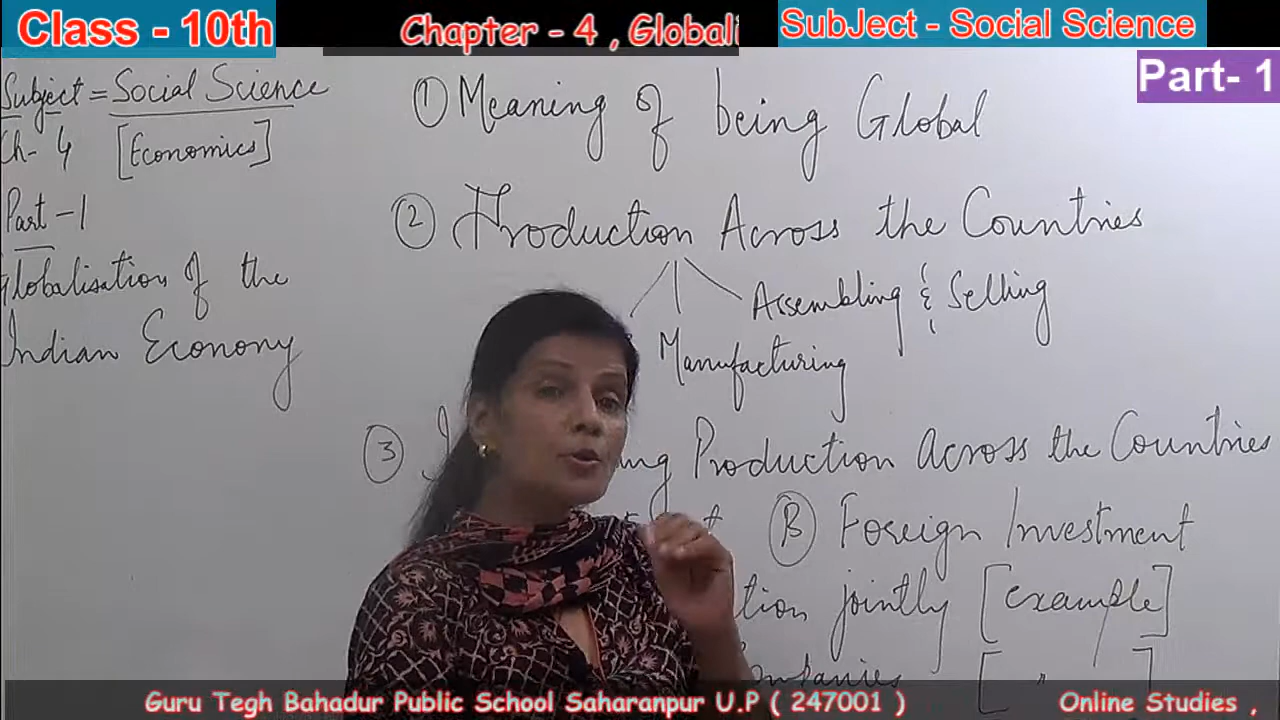 Class - 10th
Chapter - 4 , Globali
SubJect - Social Science
Part- 1
Subject = Social Science
Ch- 4 [Economics]
Part -1
Globalisation of the
Indian Economy
① Meaning of being Global
② Production Across the Countries
Assembling & Selling
Manufacturing
③ Production across the Countries
Ⓑ Foreign Investment
jointly [example]
companies [ " ]
Guru Tegh Bahadur Public School Saharanpur U.P ( 247001 )
Online Studies ,